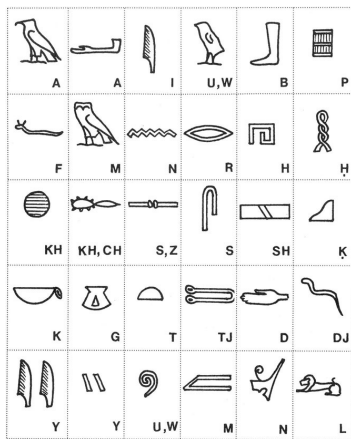 A A I U,W B P
F M N R H Ḥ
KH KH,CH S,Z S SH Ḳ
K G T TJ D DJ
Y Y U,W M N L